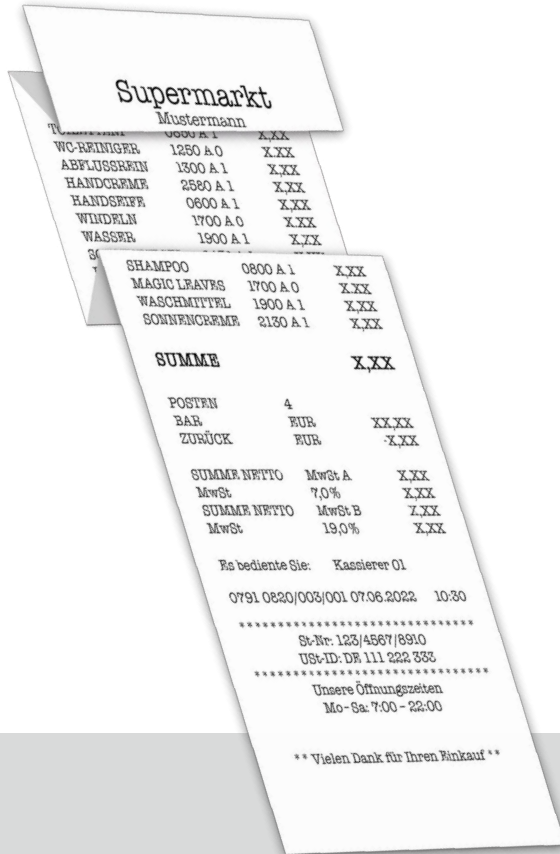 Supermarkt
Mustermann
0850 A 1 X,XX
WC-REINIGER 1250 A 0 X,XX
ABFLUSSREIN 1300 A 1 X,XX
HANDCREME 2580 A 1 X,XX
HANDSEIFE 0600 A 1 X,XX
WINDELN 1700 A 0 X,XX
WASSER 1900 A 1 X,XX
SHAMPOO 0800 A 1 X,XX
MAGIC LEAVES 1700 A 0 X.XX
WASCHMITTEL 1900 A 1 X,XX
SONNENCREME 2130 A 1 X,XX
SUMME X,XX
POSTEN 4
BAR EUR XX,XX
ZURÜCK EUR -X,XX
SUMME NETTO MwSt A X,XX
MwSt 7,0% X,XX
SUMME NETTO MwSt B X,XX
MwSt 19,0% X,XX
Es bediente Sie: Kassierer 01
0791 0820/003/001 07.06.2022 10:30
*******************************
St-Nr: 123/4567/8910
USt-ID: DE 111 222 333
*******************************
Unsere Öffnungszeiten
Mo-Sa: 7:00 - 22:00
** Vielen Dank für Ihren Einkauf **